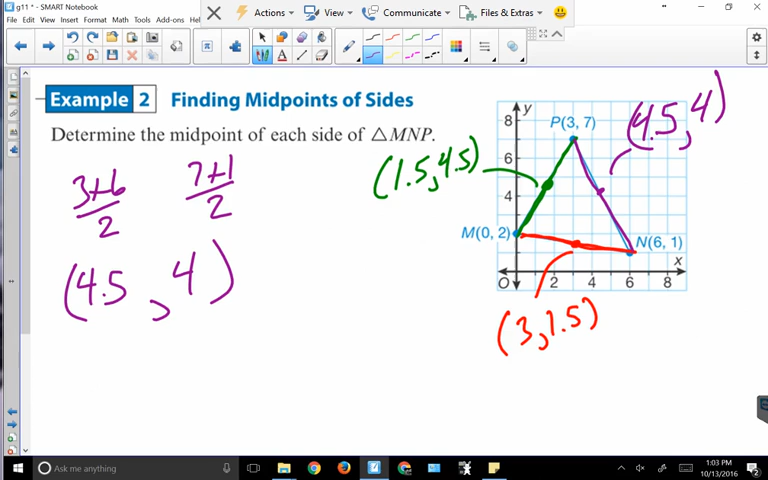 g11 * - SMART Notebook
File Edit View Insert Format Math Tools Add-ons Help
Actions View Communicate Files & Extras
Example 2 Finding Midpoints of Sides
Determine the midpoint of each side of △MNP.
3+6/2 7+1/2
(4.5, 4)
(1.5, 4.5)
(4.5, 4)
(3, 1.5)
y
8
6
4
P(3, 7)
M(0, 2)
N(6, 1)
x
O 2 4 6 8
Ask me anything
1:03 PM
10/13/2016
2